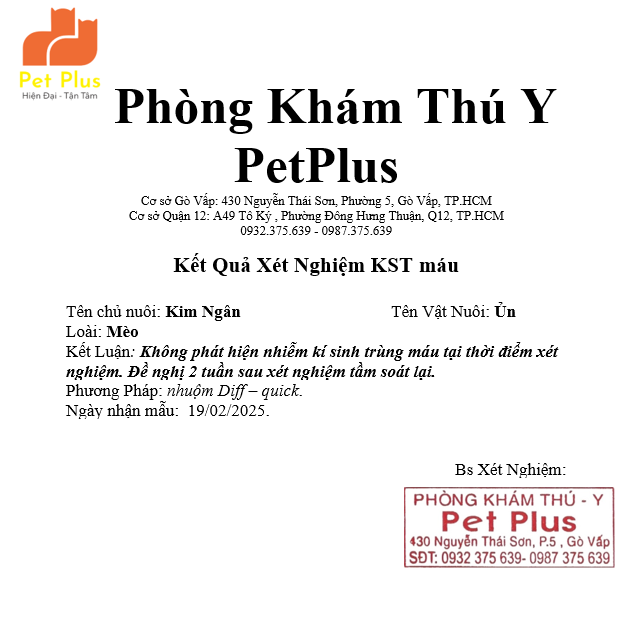 Pet Plus
Hiện Đại - Tận Tâm
Phòng Khám Thú Y
PetPlus
Cơ sở Gò Vấp: 430 Nguyễn Thái Sơn, Phường 5, Gò Vấp, TP.HCM
Cơ sở Quận 12: A49 Tô Ký , Phường Đông Hưng Thuận, Q12, TP.HCM
0932.375.639 - 0987.375.639
Kết Quả Xét Nghiệm KST máu
Tên chủ nuôi: Kim Ngân Tên Vật Nuôi: Ủn
Loài: Mèo
Kết Luận: Không phát hiện nhiễm kí sinh trùng máu tại thời điểm xét
nghiệm. Đề nghị 2 tuần sau xét nghiệm tầm soát lại.
Phương Pháp: nhuộm Diff – quick.
Ngày nhận mẫu: 19/02/2025.
Bs Xét Nghiệm:
PHÒNG KHÁM THÚ - Y
Pet Plus
430 Nguyễn Thái Sơn, P.5 , Gò Vấp
SĐT: 0932 375 639- 0987 375 639